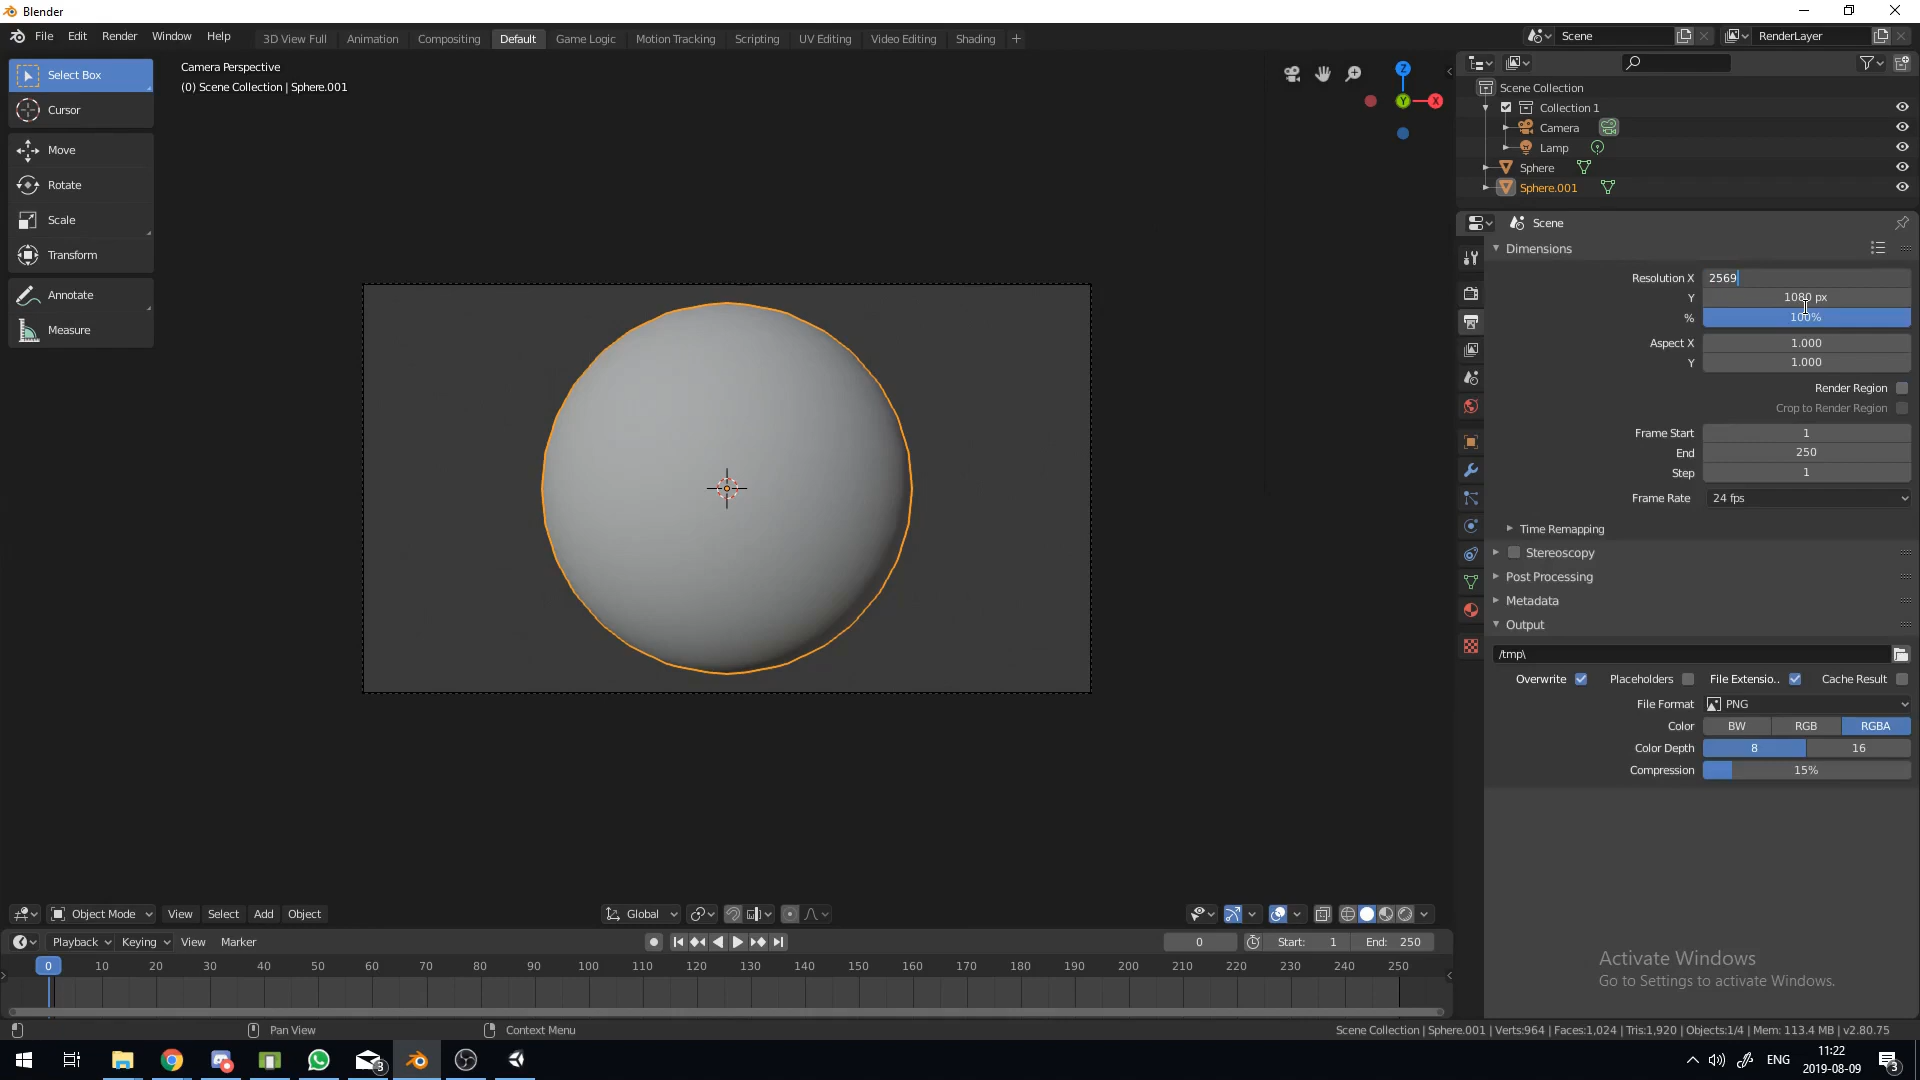 Blender
File Edit Render Window Help 3D View Full Animation Compositing Default Game Logic Motion Tracking Scripting UV Editing Video Editing Shading + Scene RenderLayer
Select Box
Cursor
Move
Rotate
Scale
Transform
Annotate
Measure
Camera Perspective
(0) Scene Collection | Sphere.001
Z
Y
X
Scene Collection
Collection 1
Camera
Lamp
Sphere
Sphere.001
Scene
Dimensions
Resolution X 2569
Y 1080 px
% 100%
Aspect X 1.000
Y 1.000
Render Region
Crop to Render Region
Frame Start 1
End 250
Step 1
Frame Rate 24 fps
Time Remapping
Stereoscopy
Post Processing
Metadata
Output
/tmp\
Overwrite Placeholders File Extensio.. Cache Result
File Format PNG
Color BW RGB RGBA
Color Depth 8 16
Compression 15%
Object Mode View Select Add Object Global
Playback Keying View Marker 0 Start: 1 End: 250
0 10 20 30 40 50 60 70 80 90 100 110 120 130 140 150 160 170 180 190 200 210 220 230 240 250
Activate Windows
Go to Settings to activate Windows.
Pan View Context Menu Scene Collection | Sphere.001 | Verts:964 | Faces:1,024 | Tris:1,920 | Objects:1/4 | Mem: 113.4 MB | v2.80.75
3 ENG 11:22 3
2019-08-09